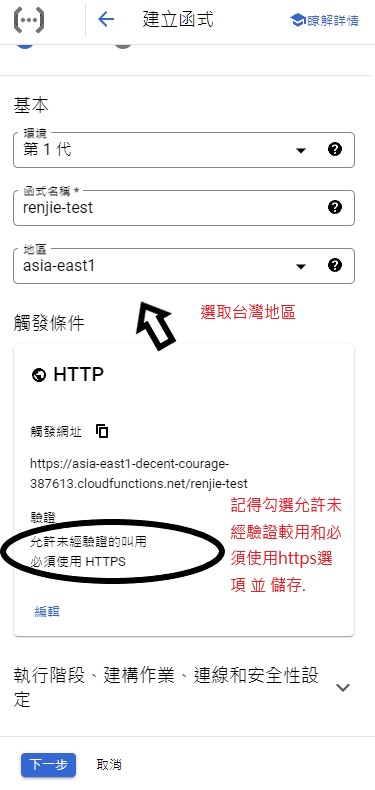 建立函式
瞭解詳情
基本
環境
第 1 代
函式名稱 *
renjie-test
地區
asia-east1
選取台灣地區
觸發條件
HTTP
觸發網址
https://asia-east1-decent-courage-
387613.cloudfunctions.net/renjie-test
驗證
允許未經驗證的叫用
必須使用 HTTPS
記得勾選允許未
經驗證較用和必
須使用https選
項 並 儲存.
編輯
執行階段、建構作業、連線和安全性設
定
下一步
取消